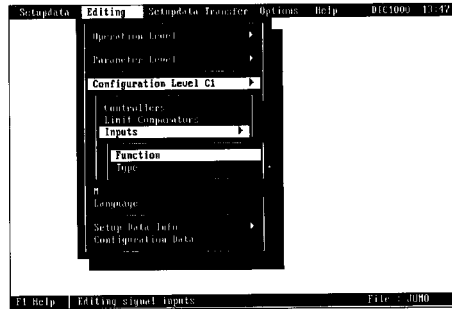 Setupdata Editing Setupdata Transfer Options Help DIC1000 13:47
Operation Level
Parameter Level
Configuration Level C1
Controllers
Limit Comparators
Inputs
Function
Type
M
Language
Setup Data Info
Configuration Data
F1 Help Editing signal inputs File : JUMO